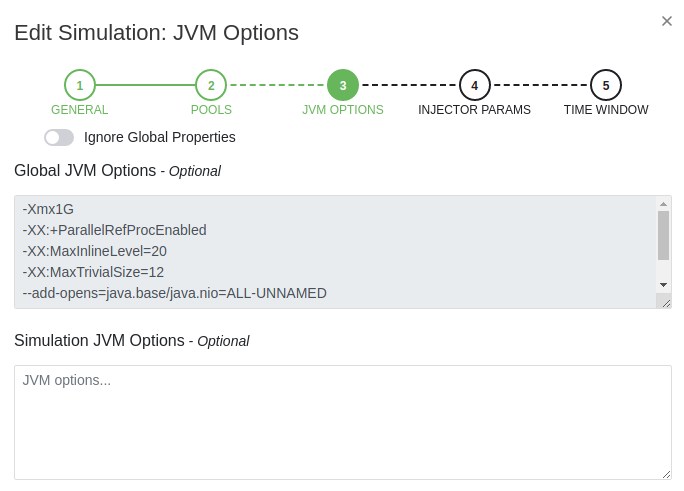 Edit Simulation: JVM Options
×
1 2 3 4 5
GENERAL POOLS JVM OPTIONS INJECTOR PARAMS TIME WINDOW
Ignore Global Properties
Global JVM Options - Optional
-Xmx1G
-XX:+ParallelRefProcEnabled
-XX:MaxInlineLevel=20
-XX:MaxTrivialSize=12
--add-opens=java.base/java.nio=ALL-UNNAMED
Simulation JVM Options - Optional
JVM options...